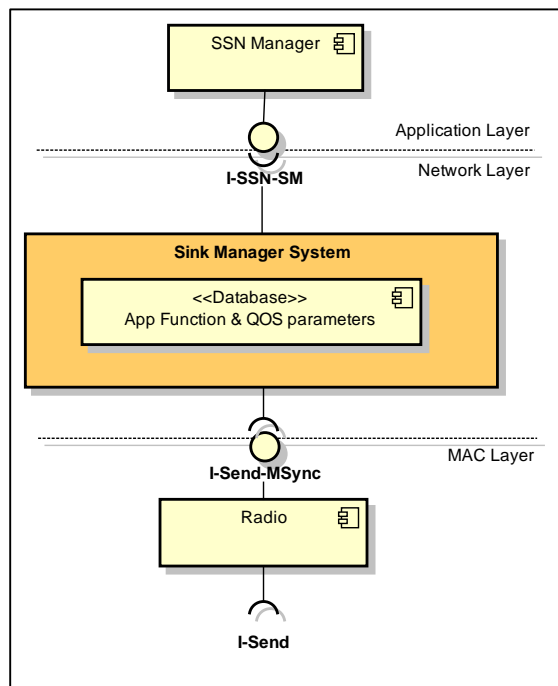 SSN Manager
Application Layer
Network Layer
I-SSN-SM
Sink Manager System
<<Database>>
App Function & QOS parameters
MAC Layer
I-Send-MSync
Radio
I-Send